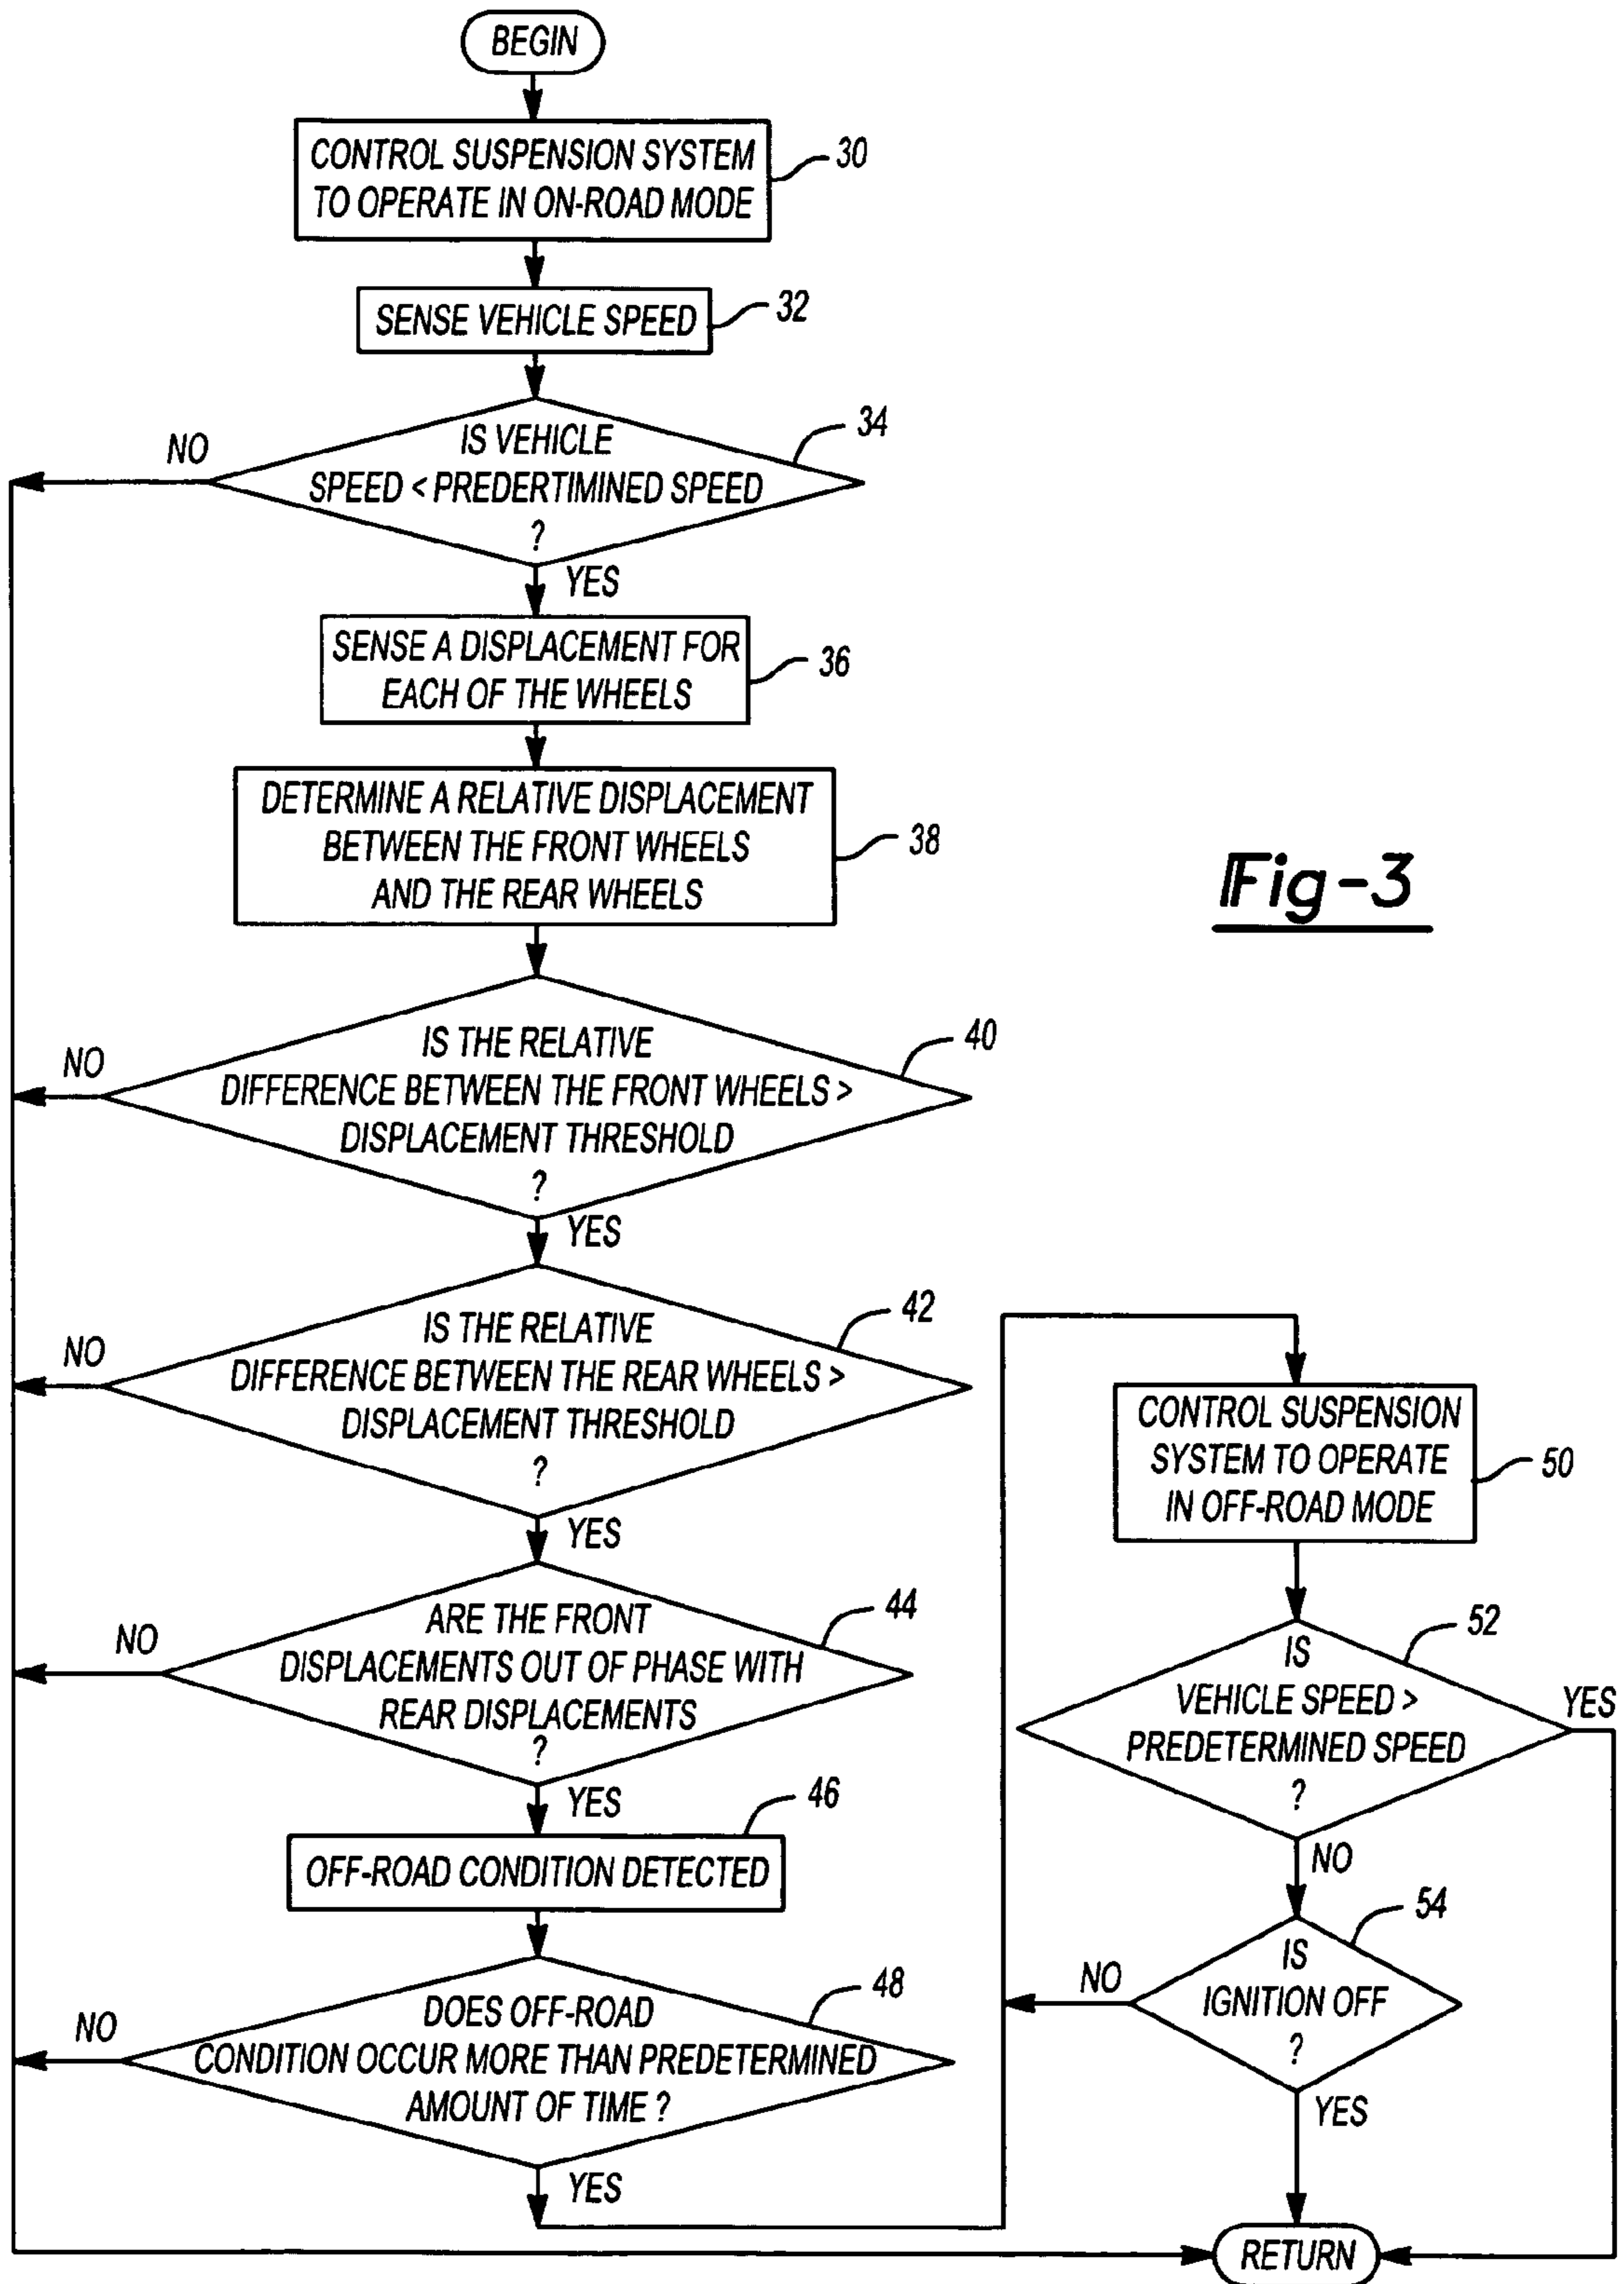 BEGIN
CONTROL SUSPENSION SYSTEM
TO OPERATE IN ON-ROAD MODE
30
SENSE VEHICLE SPEED
32
IS VEHICLE
SPEED < PREDERTIMINED SPEED
?
34
NO
YES
SENSE A DISPLACEMENT FOR
EACH OF THE WHEELS
36
DETERMINE A RELATIVE DISPLACEMENT
BETWEEN THE FRONT WHEELS
AND THE REAR WHEELS
38
Fig-3
IS THE RELATIVE
DIFFERENCE BETWEEN THE FRONT WHEELS >
DISPLACEMENT THRESHOLD
?
40
NO
YES
IS THE RELATIVE
DIFFERENCE BETWEEN THE REAR WHEELS >
DISPLACEMENT THRESHOLD
?
42
NO
YES
ARE THE FRONT
DISPLACEMENTS OUT OF PHASE WITH
REAR DISPLACEMENTS
?
44
NO
YES
OFF-ROAD CONDITION DETECTED
46
DOES OFF-ROAD
CONDITION OCCUR MORE THAN PREDETERMINED
AMOUNT OF TIME ?
48
NO
YES
CONTROL SUSPENSION
SYSTEM TO OPERATE
IN OFF-ROAD MODE
50
IS
VEHICLE SPEED >
PREDETERMINED SPEED
?
52
YES
NO
IS
IGNITION OFF
?
54
NO
YES
RETURN